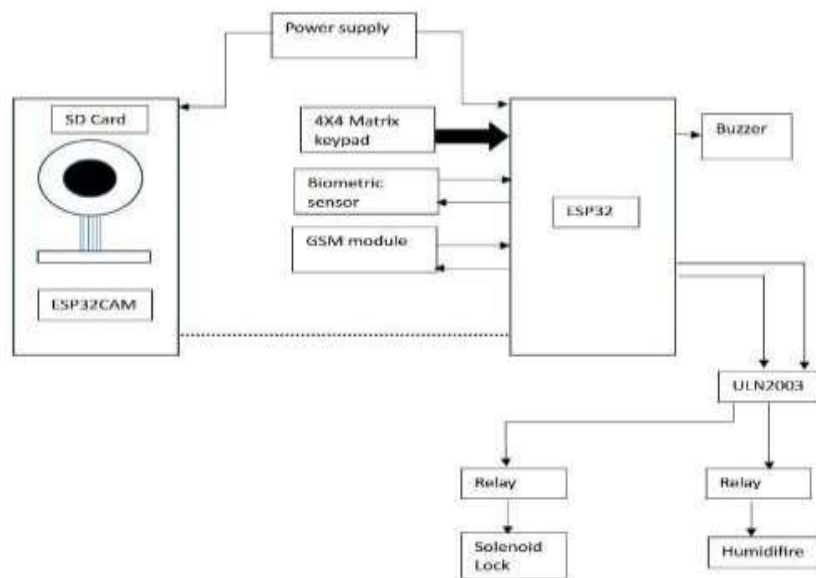 Power supply
SD Card
4X4 Matrix
keypad
Buzzer
Biometric
sensor
ESP32
GSM module
ESP32CAM
ULN2003
Relay
Relay
Solenoid
Lock
Humidifire